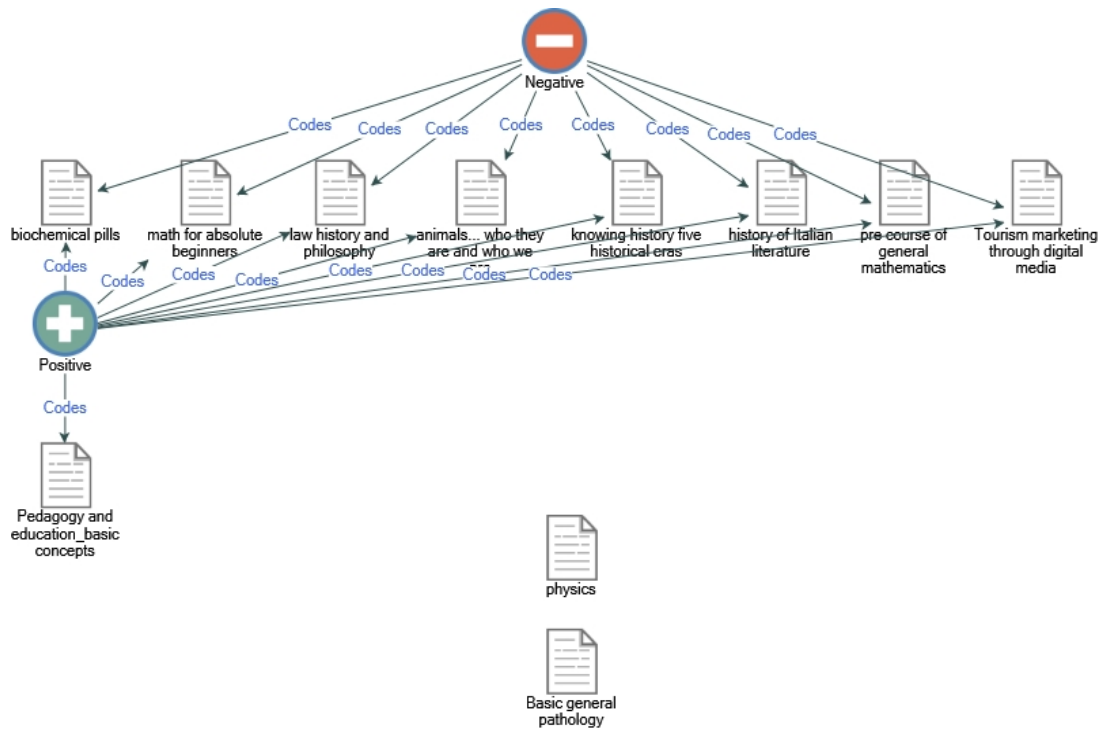 Negative
Codes
Codes
Codes
Codes
Codes
Codes
Codes
Codes
biochemical pills
math for absolute
beginners
law history and
philosophy
animals... who they
are and who we
knowing history five
historical eras
history of Italian
literature
pre course of
general
mathematics
Tourism marketing
through digital
media
Codes
Codes
Codes
Codes
Codes
Codes
Codes
Codes
Positive
Codes
Pedagogy and
education_basic
concepts
physics
Basic general
pathology